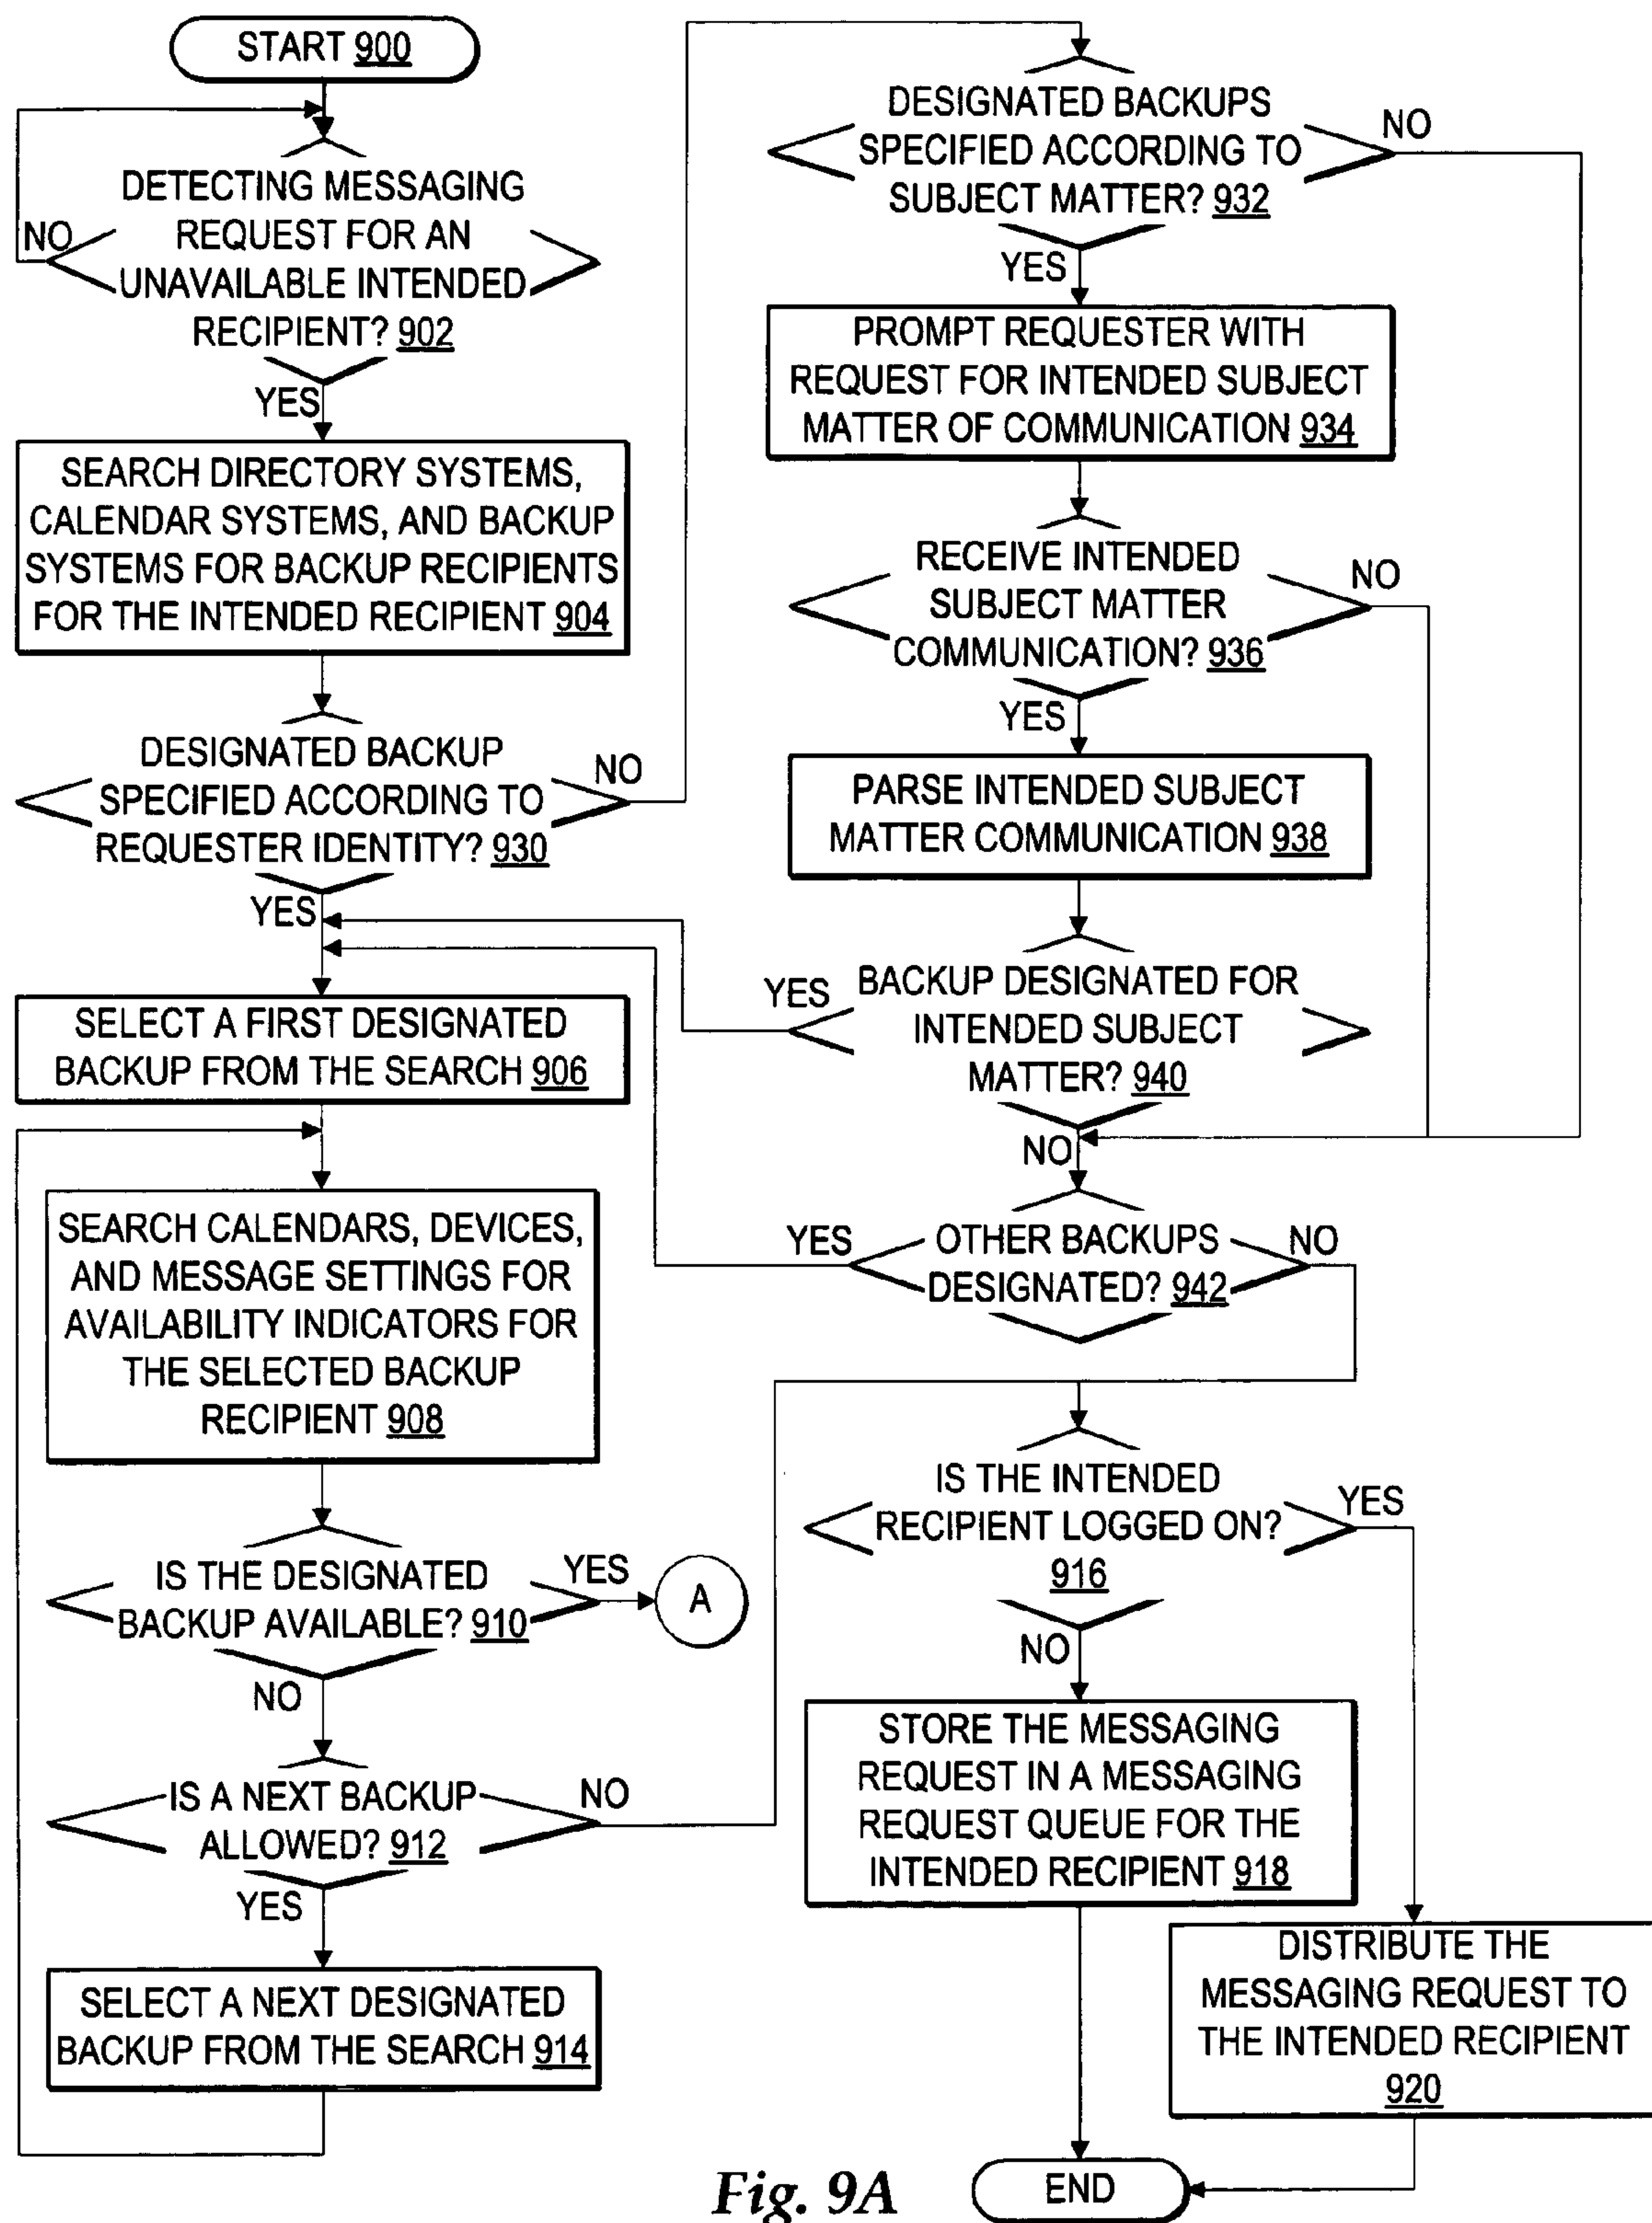 START 900
DETECTING MESSAGING
REQUEST FOR AN
UNAVAILABLE INTENDED
RECIPIENT? 902
NO
YES
SEARCH DIRECTORY SYSTEMS,
CALENDAR SYSTEMS, AND BACKUP
SYSTEMS FOR BACKUP RECIPIENTS
FOR THE INTENDED RECIPIENT 904
DESIGNATED BACKUP
SPECIFIED ACCORDING TO
REQUESTER IDENTITY? 930
NO
YES
SELECT A FIRST DESIGNATED
BACKUP FROM THE SEARCH 906
SEARCH CALENDARS, DEVICES,
AND MESSAGE SETTINGS FOR
AVAILABILITY INDICATORS FOR
THE SELECTED BACKUP
RECIPIENT 908
IS THE DESIGNATED
BACKUP AVAILABLE? 910
YES
A
NO
IS A NEXT BACKUP
ALLOWED? 912
NO
YES
SELECT A NEXT DESIGNATED
BACKUP FROM THE SEARCH 914
DESIGNATED BACKUPS
SPECIFIED ACCORDING TO
SUBJECT MATTER? 932
NO
YES
PROMPT REQUESTER WITH
REQUEST FOR INTENDED SUBJECT
MATTER OF COMMUNICATION 934
RECEIVE INTENDED
SUBJECT MATTER
COMMUNICATION? 936
NO
YES
PARSE INTENDED SUBJECT
MATTER COMMUNICATION 938
BACKUP DESIGNATED FOR
INTENDED SUBJECT
MATTER? 940
YES
NO
OTHER BACKUPS
DESIGNATED? 942
YES
NO
IS THE INTENDED
RECIPIENT LOGGED ON?
916
YES
NO
STORE THE MESSAGING
REQUEST IN A MESSAGING
REQUEST QUEUE FOR THE
INTENDED RECIPIENT 918
DISTRIBUTE THE
MESSAGING REQUEST TO
THE INTENDED RECIPIENT
920
END
Fig. 9A